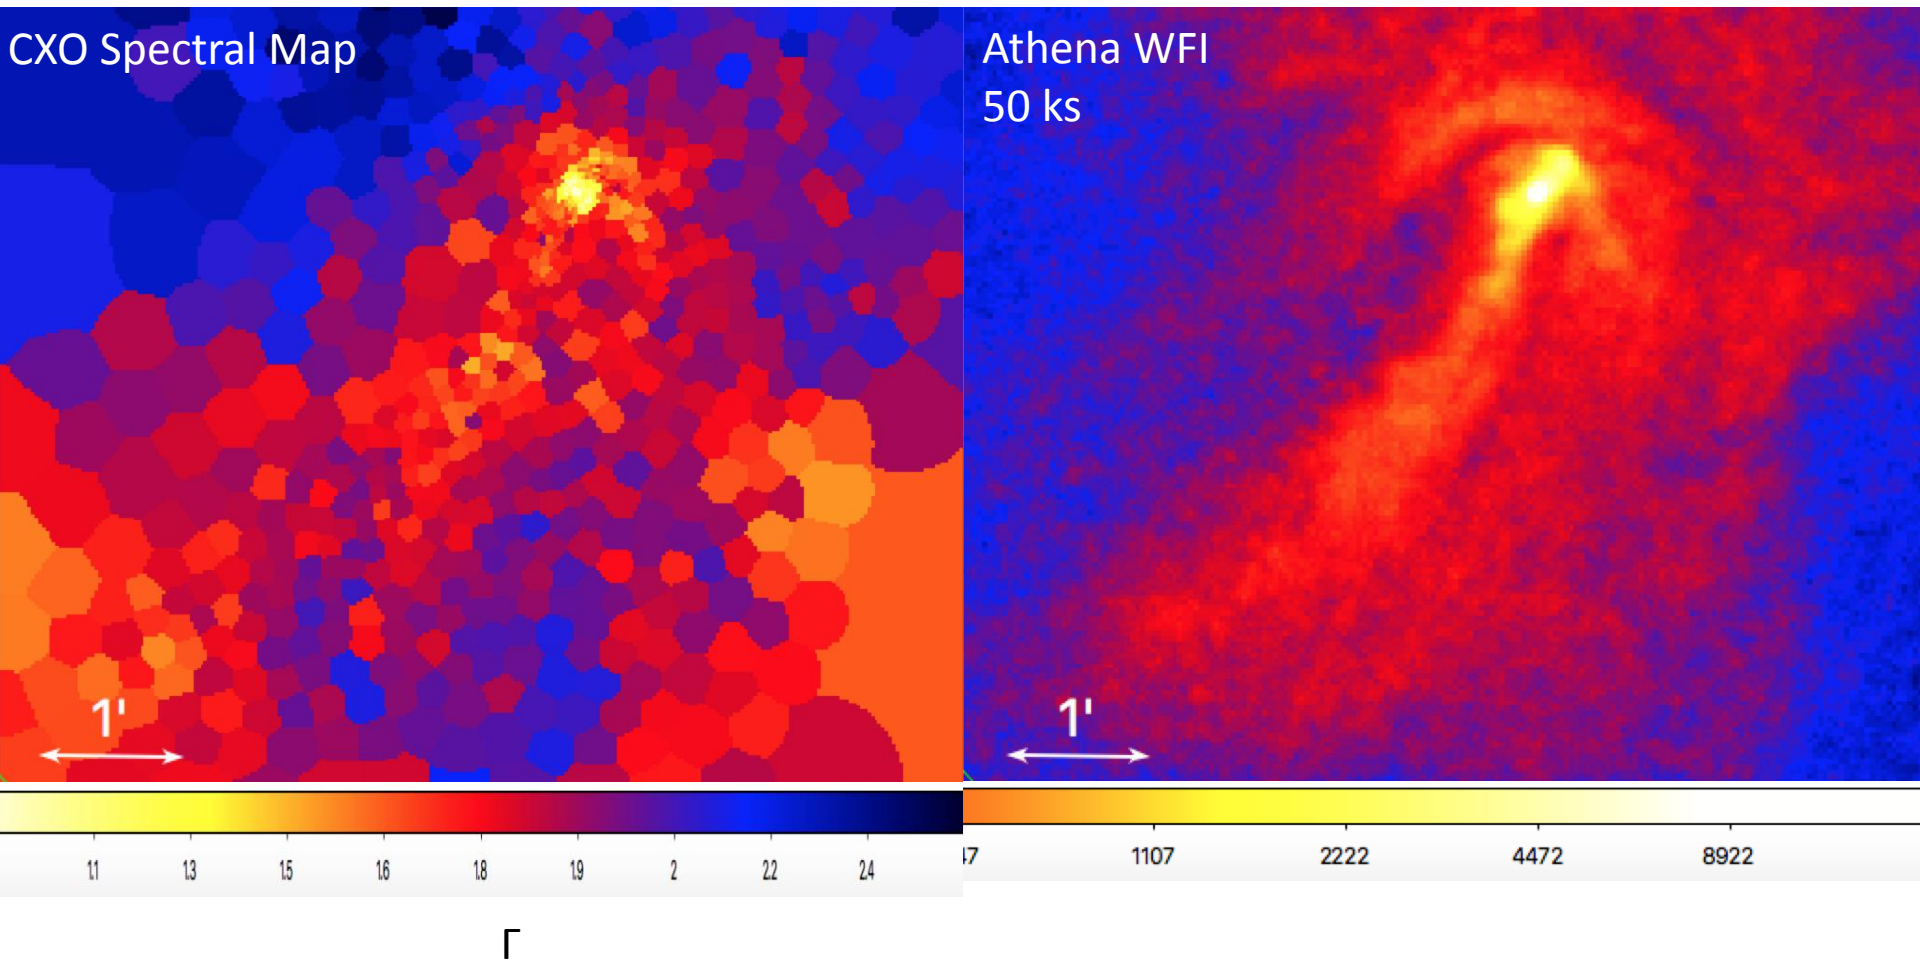 CXO Spectral Map
Athena WFI
50 ks
1'
1'
1.1 1.3 1.5 1.6 1.8 1.9 2 2.2 2.4
1107 2222 4472 8922
Γ